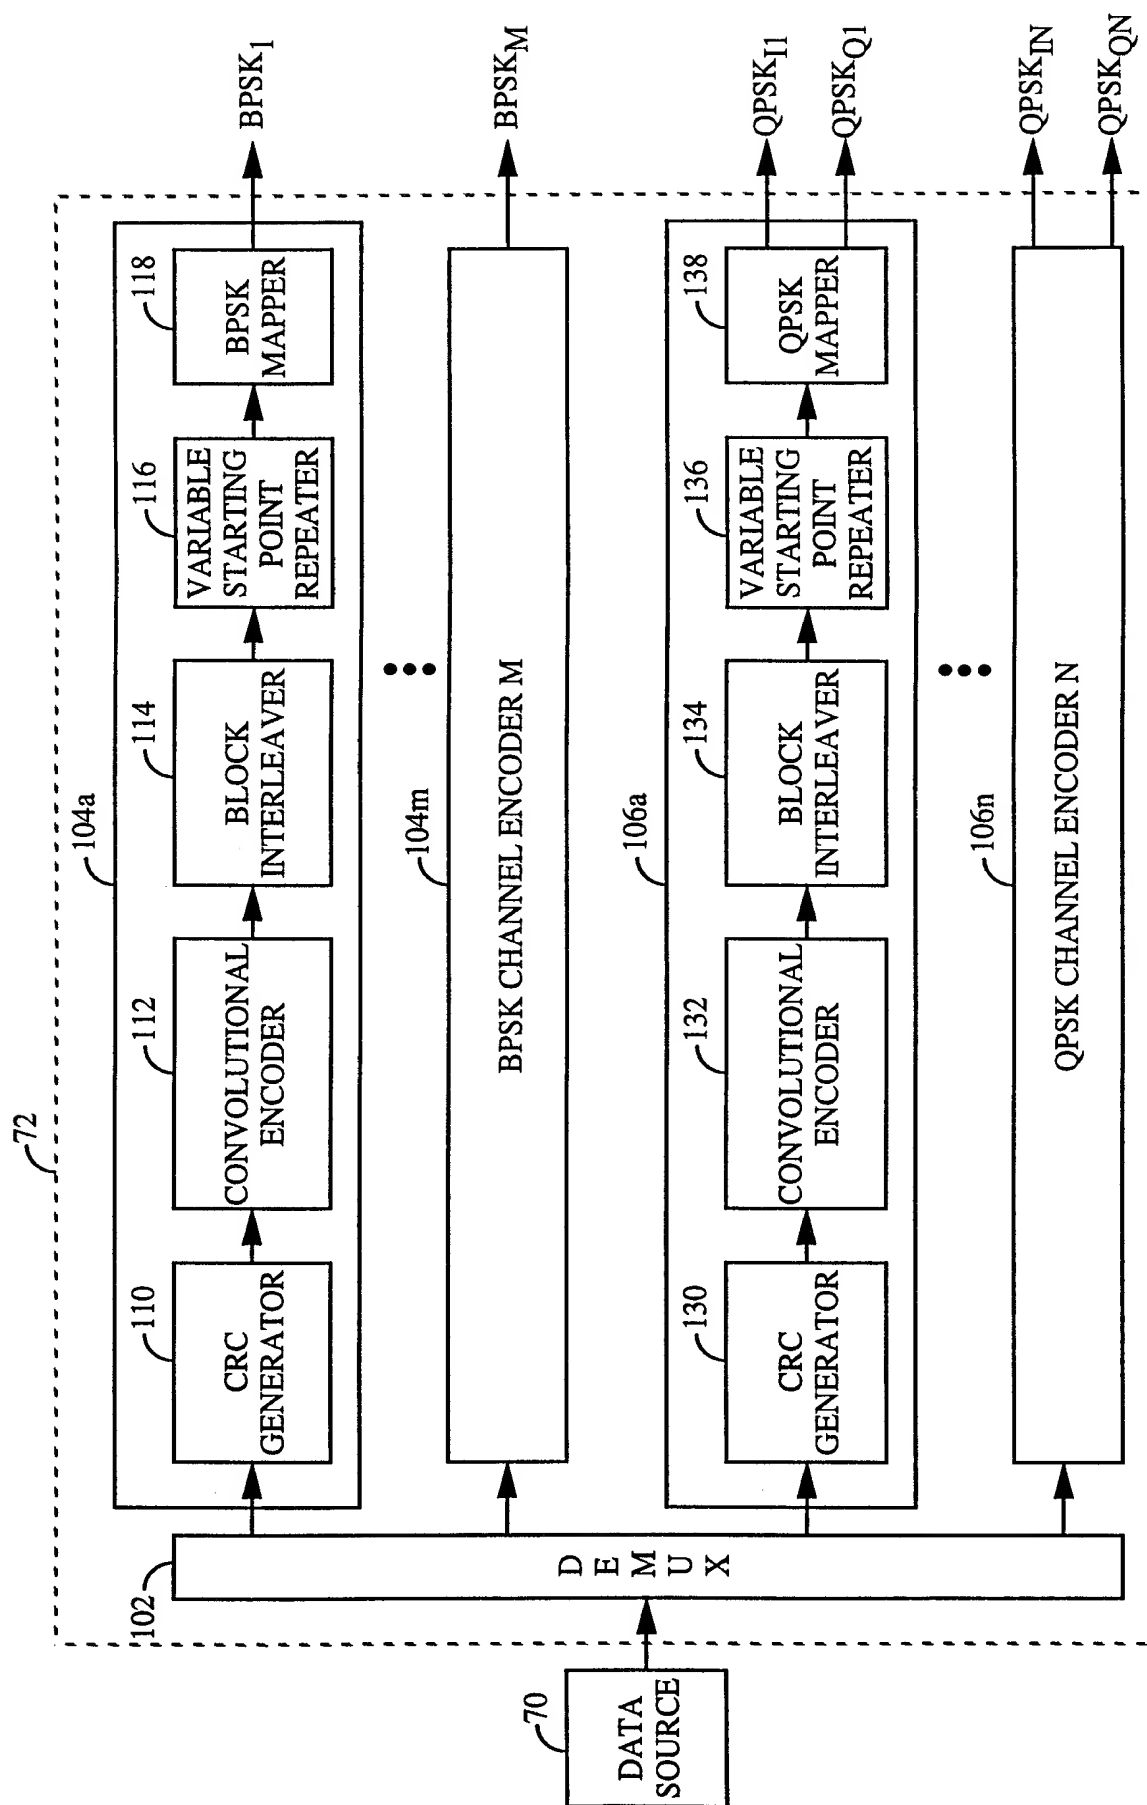 72
70
DATA
SOURCE
102
D
E
M
U
X
104a
110
CRC
GENERATOR
112
CONVOLUTIONAL
ENCODER
114
BLOCK
INTERLEAVER
116
VARIABLE
STARTING
POINT
REPEATER
118
BPSK
MAPPER
BPSK1
104m
BPSK CHANNEL ENCODER M
BPSKM
106a
130
CRC
GENERATOR
132
CONVOLUTIONAL
ENCODER
134
BLOCK
INTERLEAVER
136
VARIABLE
STARTING
POINT
REPEATER
138
QPSK
MAPPER
QPSKI1
QPSKQ1
106n
QPSK CHANNEL ENCODER N
QPSKIN
QPSKQN